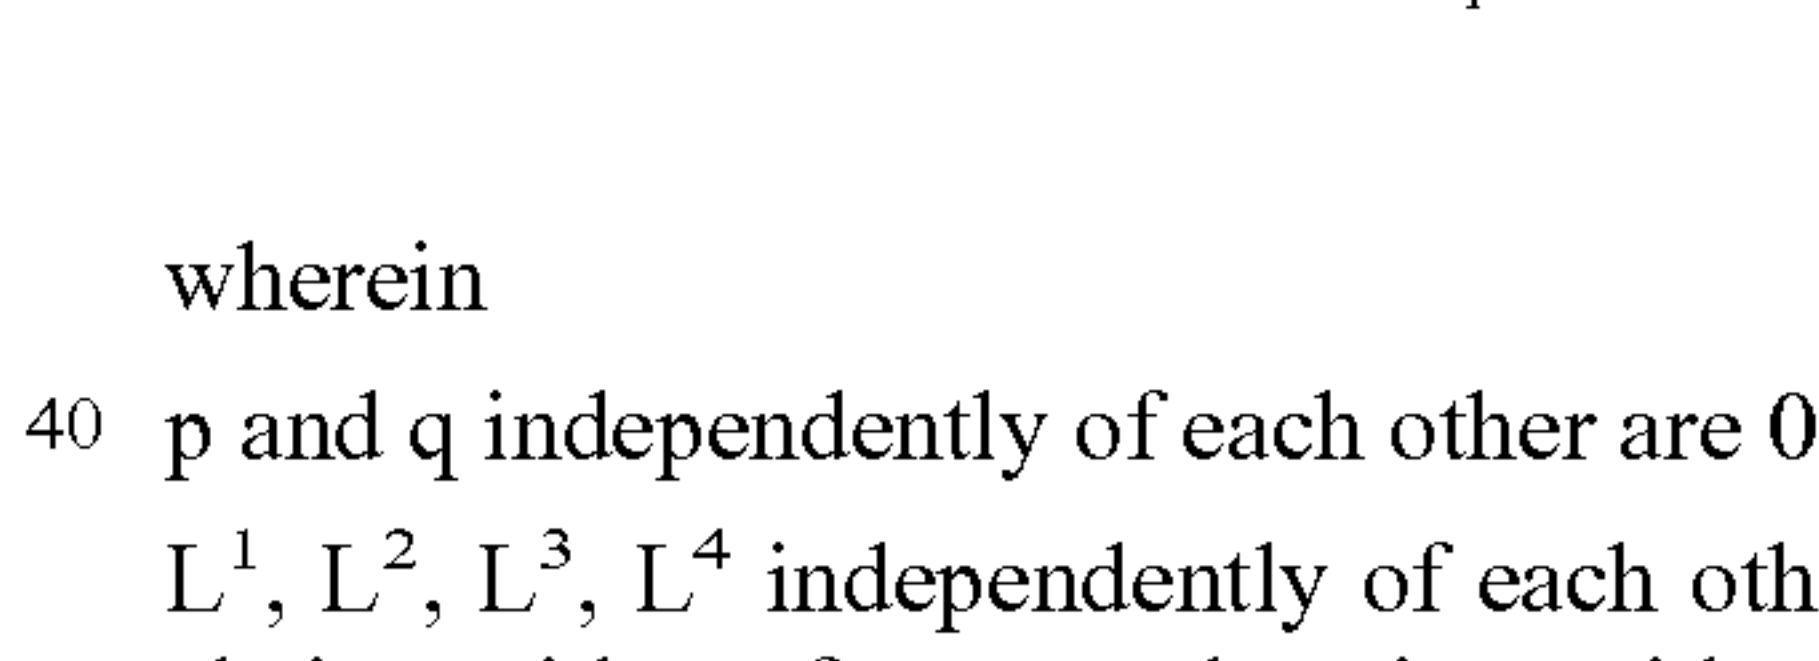 wherein
40 p and q independently of each other are 0
L¹, L², L³, L⁴ independently of each oth